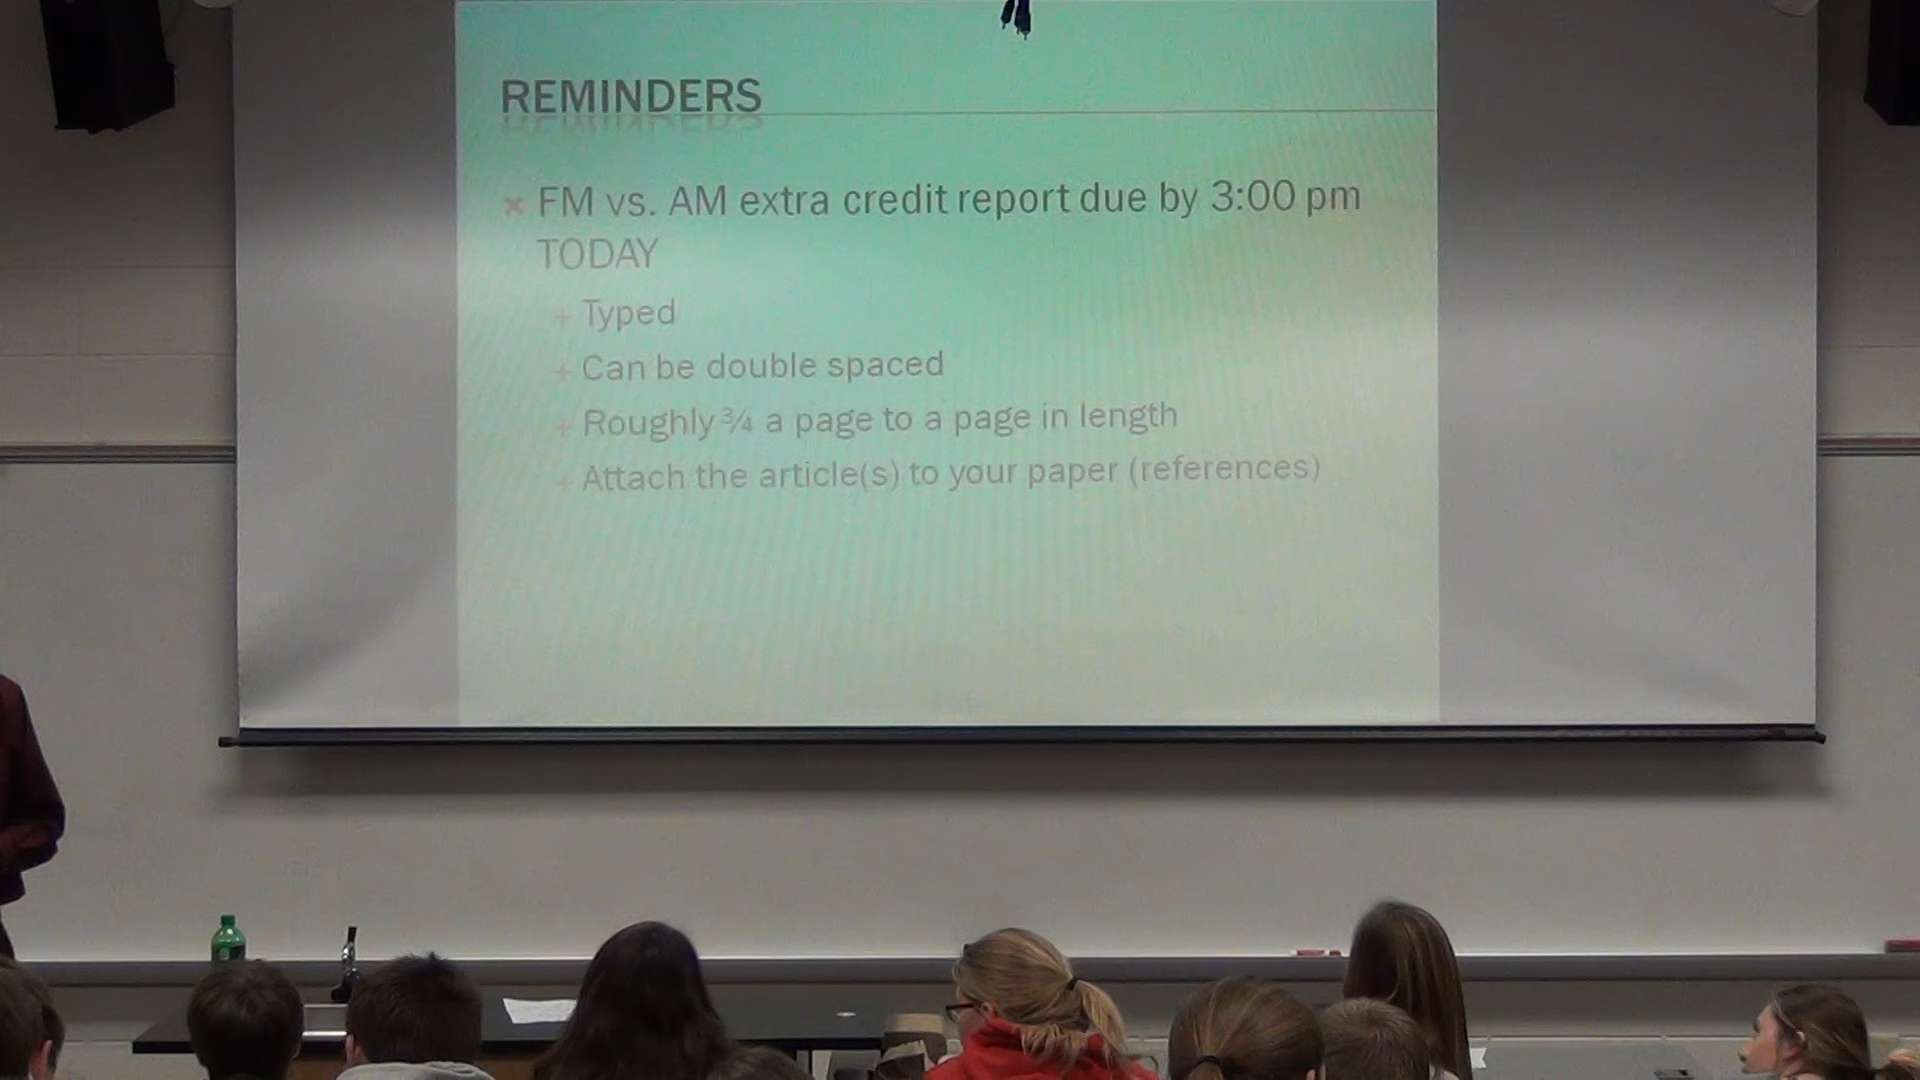 REMINDERS
FM vs. AM extra credit report due by 3:00 pm
TODAY
Typed
Can be double spaced
Roughly ¾ a page to a page in length
Attach the article(s) to your paper (references)